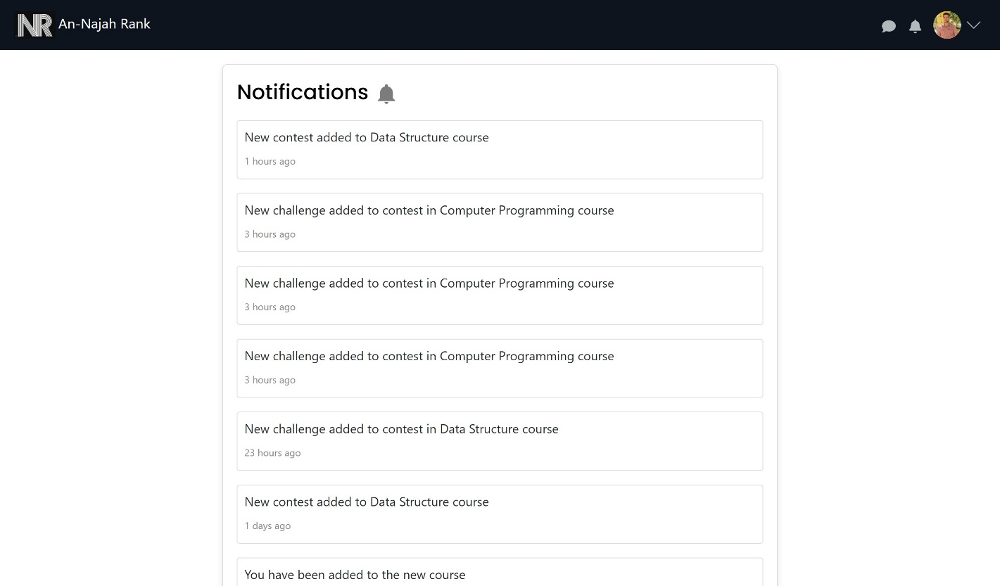 NR An-Najah Rank
Notifications
New contest added to Data Structure course
1 hours ago
New challenge added to contest in Computer Programming course
3 hours ago
New challenge added to contest in Computer Programming course
3 hours ago
New challenge added to contest in Computer Programming course
3 hours ago
New challenge added to contest in Data Structure course
23 hours ago
New contest added to Data Structure course
1 days ago
You have been added to the new course